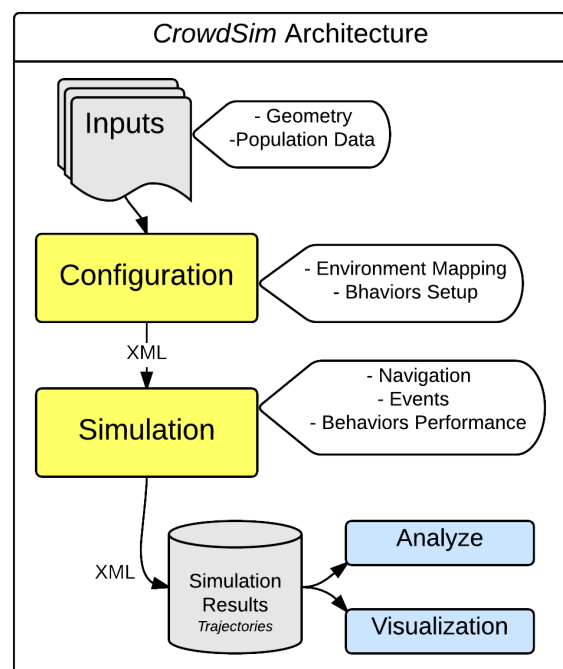 CrowdSim Architecture
Inputs
- Geometry
-Population Data
Configuration
- Environment Mapping
- Bhaviors Setup
XML
Simulation
- Navigation
- Events
- Behaviors Performance
XML
Simulation
Results
Trajectories
Analyze
Visualization